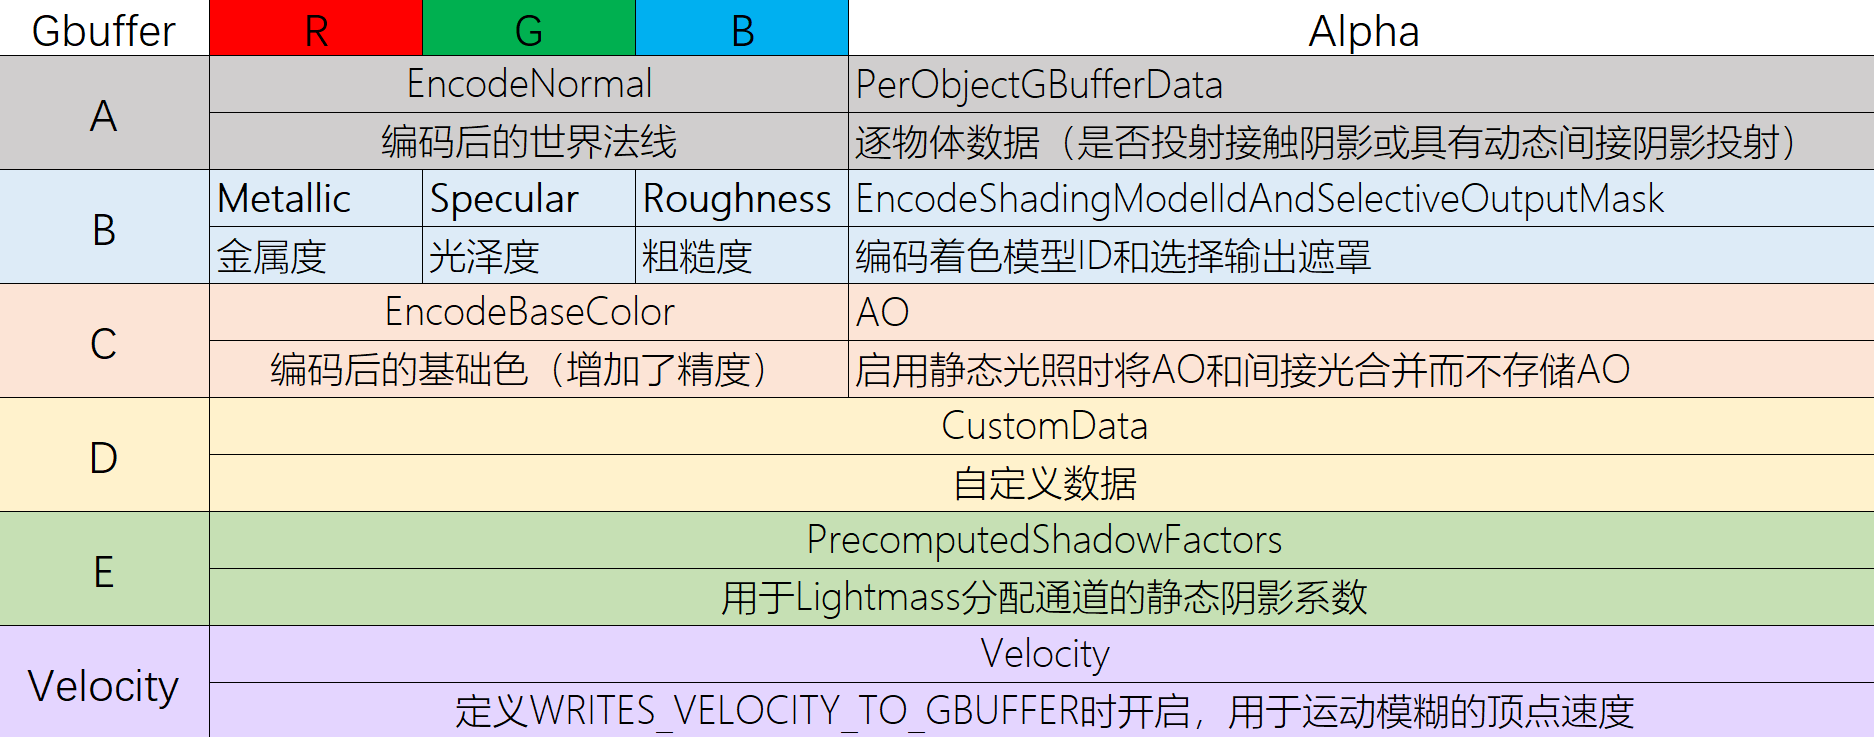 Gbuffer R G B Alpha
A
EncodeNormal PerObjectGBufferData
编码后的世界法线 逐物体数据（是否投射接触阴影或具有动态间接阴影投射）
B
Metallic Specular Roughness EncodeShadingModelIdAndSelectiveOutputMask
金属度 光泽度 粗糙度 编码着色模型ID和选择输出遮罩
C
EncodeBaseColor AO
编码后的基础色（增加了精度） 启用静态光照时将AO和间接光合并而不存储AO
D
CustomData
自定义数据
E
PrecomputedShadowFactors
用于Lightmass分配通道的静态阴影系数
Velocity
Velocity
定义WRITES_VELOCITY_TO_GBUFFER时开启，用于运动模糊的顶点速度